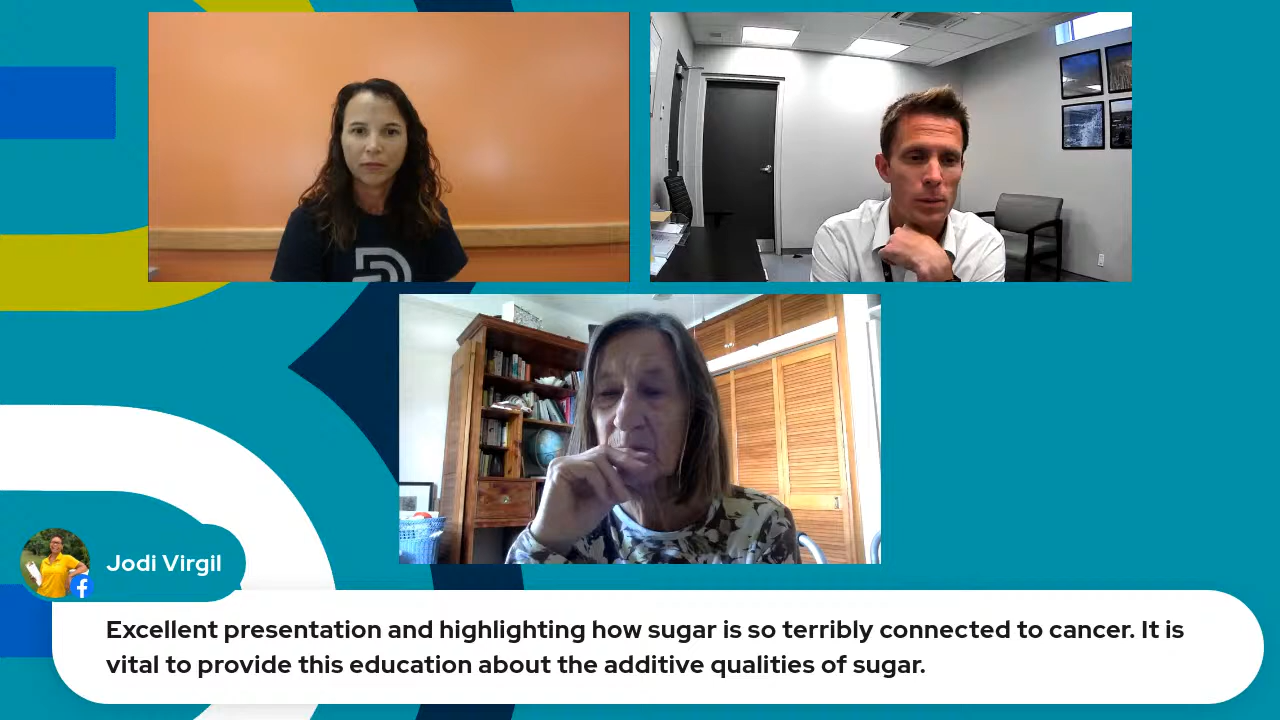 Jodi Virgil
Excellent presentation and highlighting how sugar is so terribly connected to cancer. It is
vital to provide this education about the additive qualities of sugar.